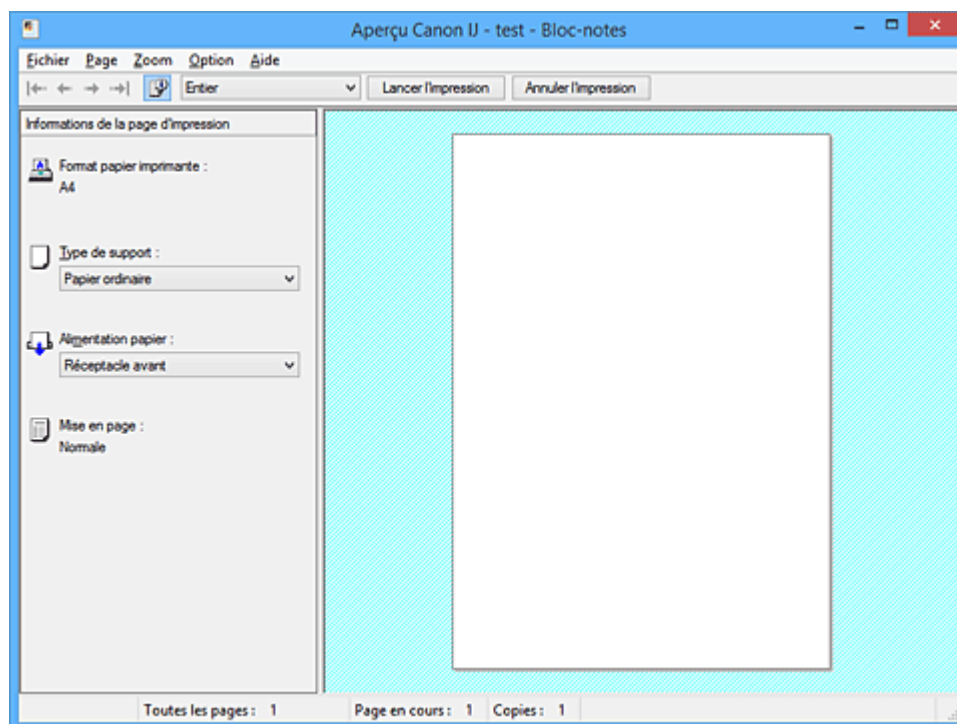 Aperçu Canon IJ - test - Bloc-notes
Fichier Page Zoom Option Aide
Entier Lancer l'impression Annuler l'impression
Informations de la page d'impression
Format papier imprimante :
A4
Type de support :
Papier ordinaire
Alimentation papier :
Réceptacle avant
Mise en page :
Normale
Toutes les pages : 1 Page en cours : 1 Copies : 1